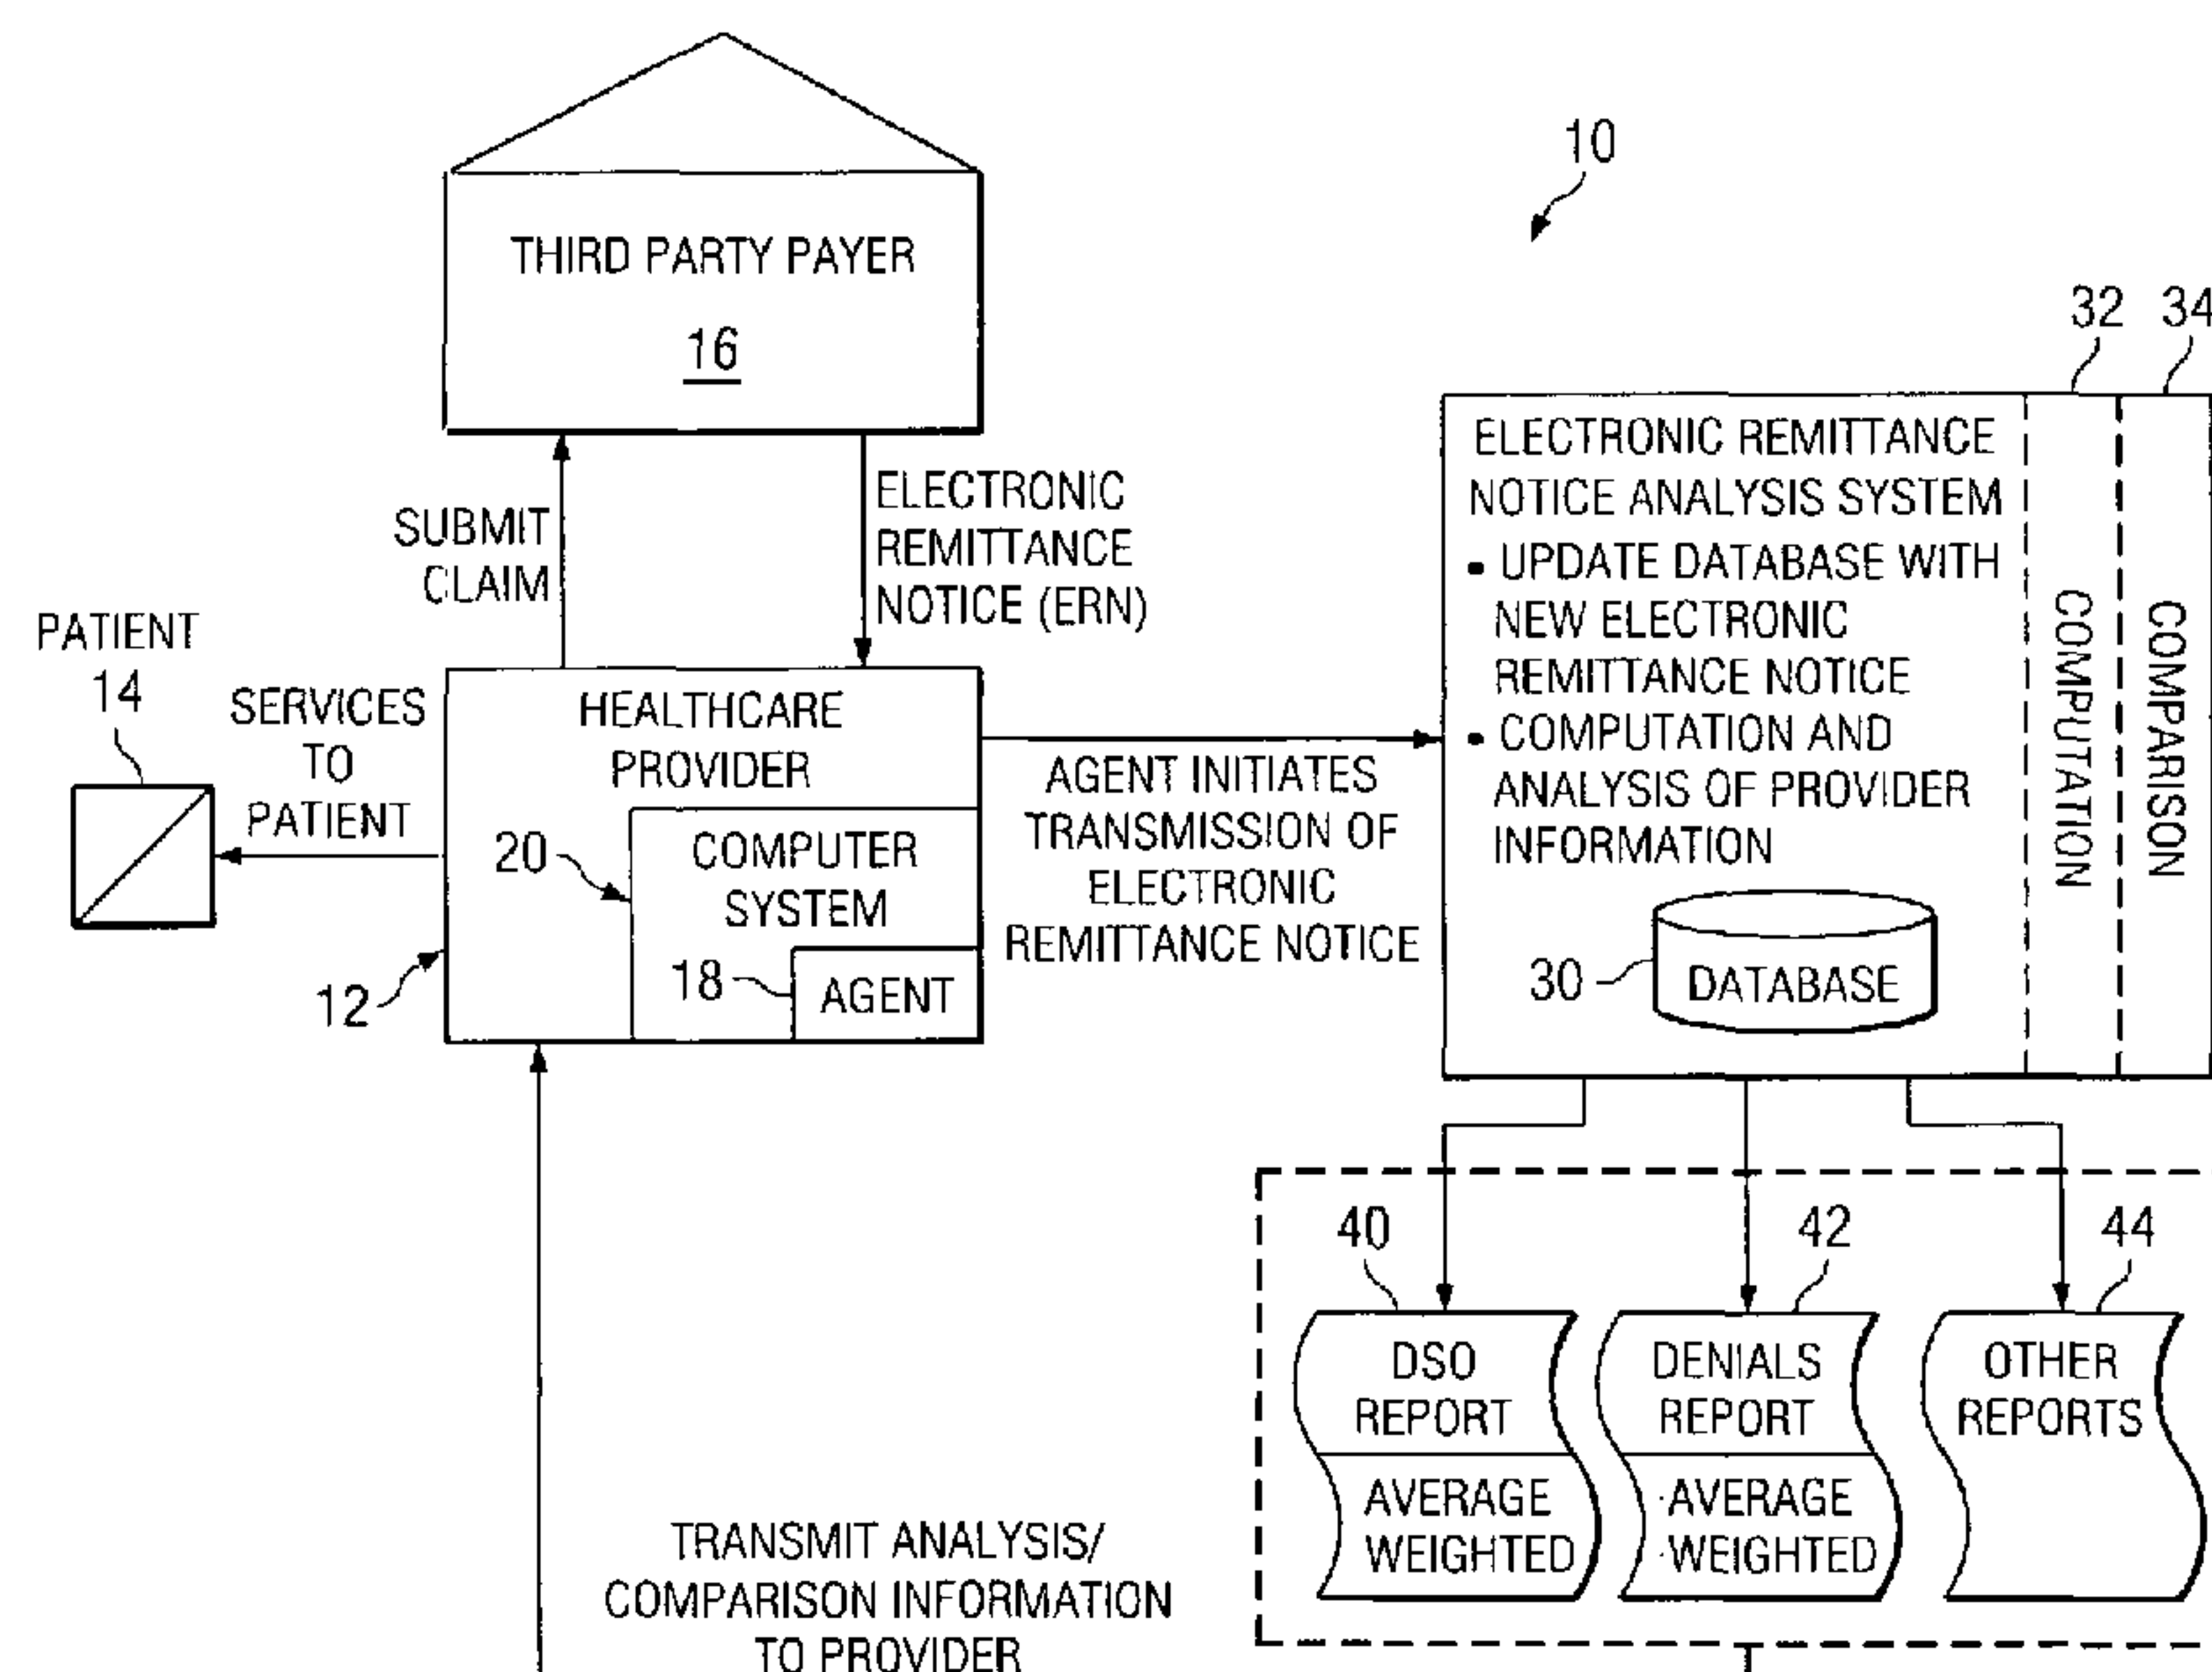 10
THIRD PARTY PAYER
16
32
34
SUBMIT
CLAIM
ELECTRONIC
REMITTANCE
NOTICE (ERN)
ELECTRONIC REMITTANCE
NOTICE ANALYSIS SYSTEM
• UPDATE DATABASE WITH
NEW ELECTRONIC
REMITTANCE NOTICE
• COMPUTATION AND
ANALYSIS OF PROVIDER
INFORMATION
COMPUTATION
COMPARISON
30
DATABASE
PATIENT
14
SERVICES
TO
PATIENT
HEALTHCARE
PROVIDER
20
COMPUTER
SYSTEM
18
AGENT
12
AGENT INITIATES
TRANSMISSION OF
ELECTRONIC
REMITTANCE NOTICE
40
42
44
DSO
REPORT
AVERAGE
WEIGHTED
DENIALS
REPORT
·AVERAGE
·WEIGHTED
OTHER
REPORTS
TRANSMIT ANALYSIS/
COMPARISON INFORMATION
TO PROVIDER